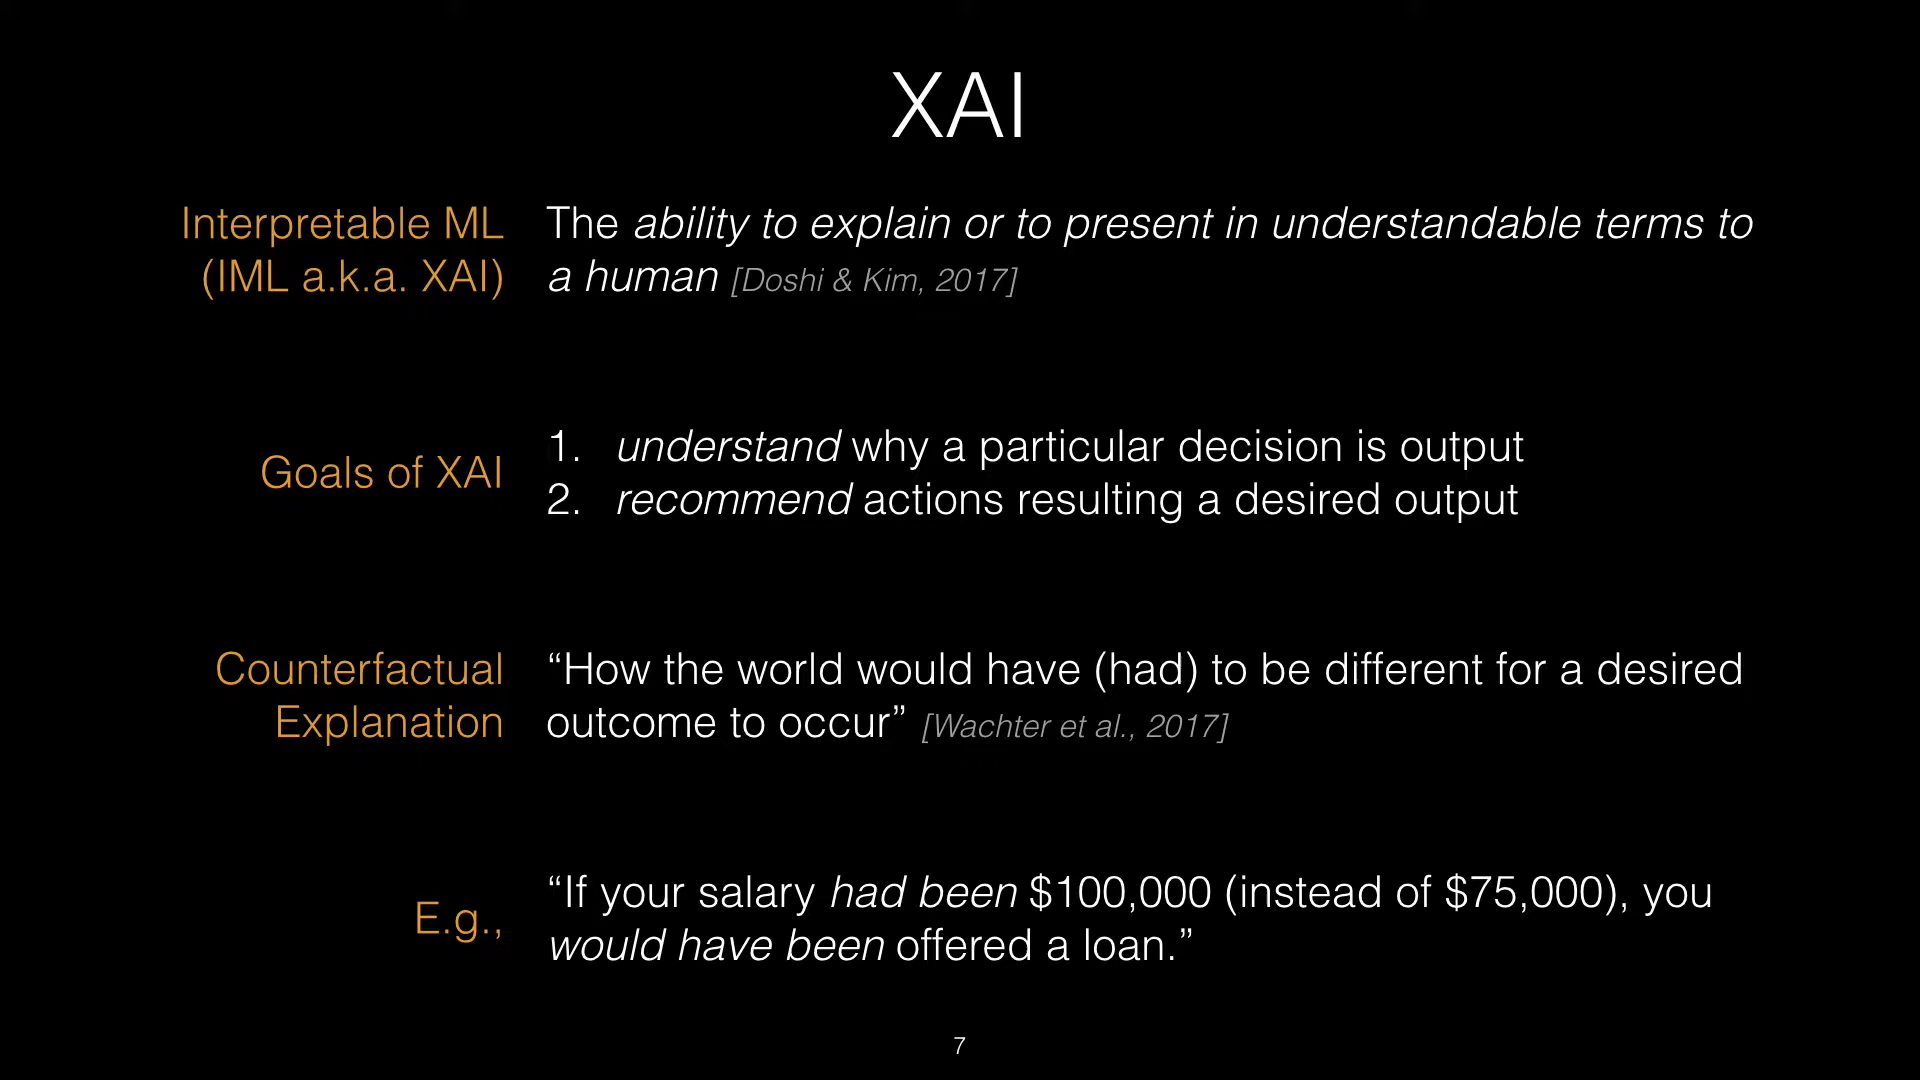 XAI
Interpretable ML
(IML a.k.a. XAI)
The ability to explain or to present in understandable terms to
a human [Doshi & Kim, 2017]
Goals of XAI
1. understand why a particular decision is output
2. recommend actions resulting a desired output
Counterfactual
Explanation
“How the world would have (had) to be different for a desired
outcome to occur” [Wachter et al., 2017]
E.g.,
“If your salary had been $100,000 (instead of $75,000), you
would have been offered a loan.”
7